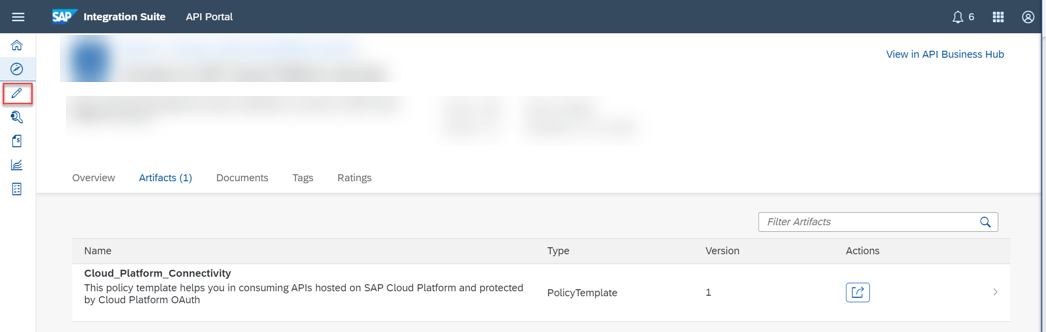 SAP Integration Suite API Portal 6
View in API Business Hub
Overview Artifacts (1) Documents Tags Ratings
Filter Artifacts
Name Type Version Actions
Cloud_Platform_Connectivity
This policy template helps you in consuming APIs hosted on SAP Cloud Platform and protected
by Cloud Platform OAuth
PolicyTemplate 1